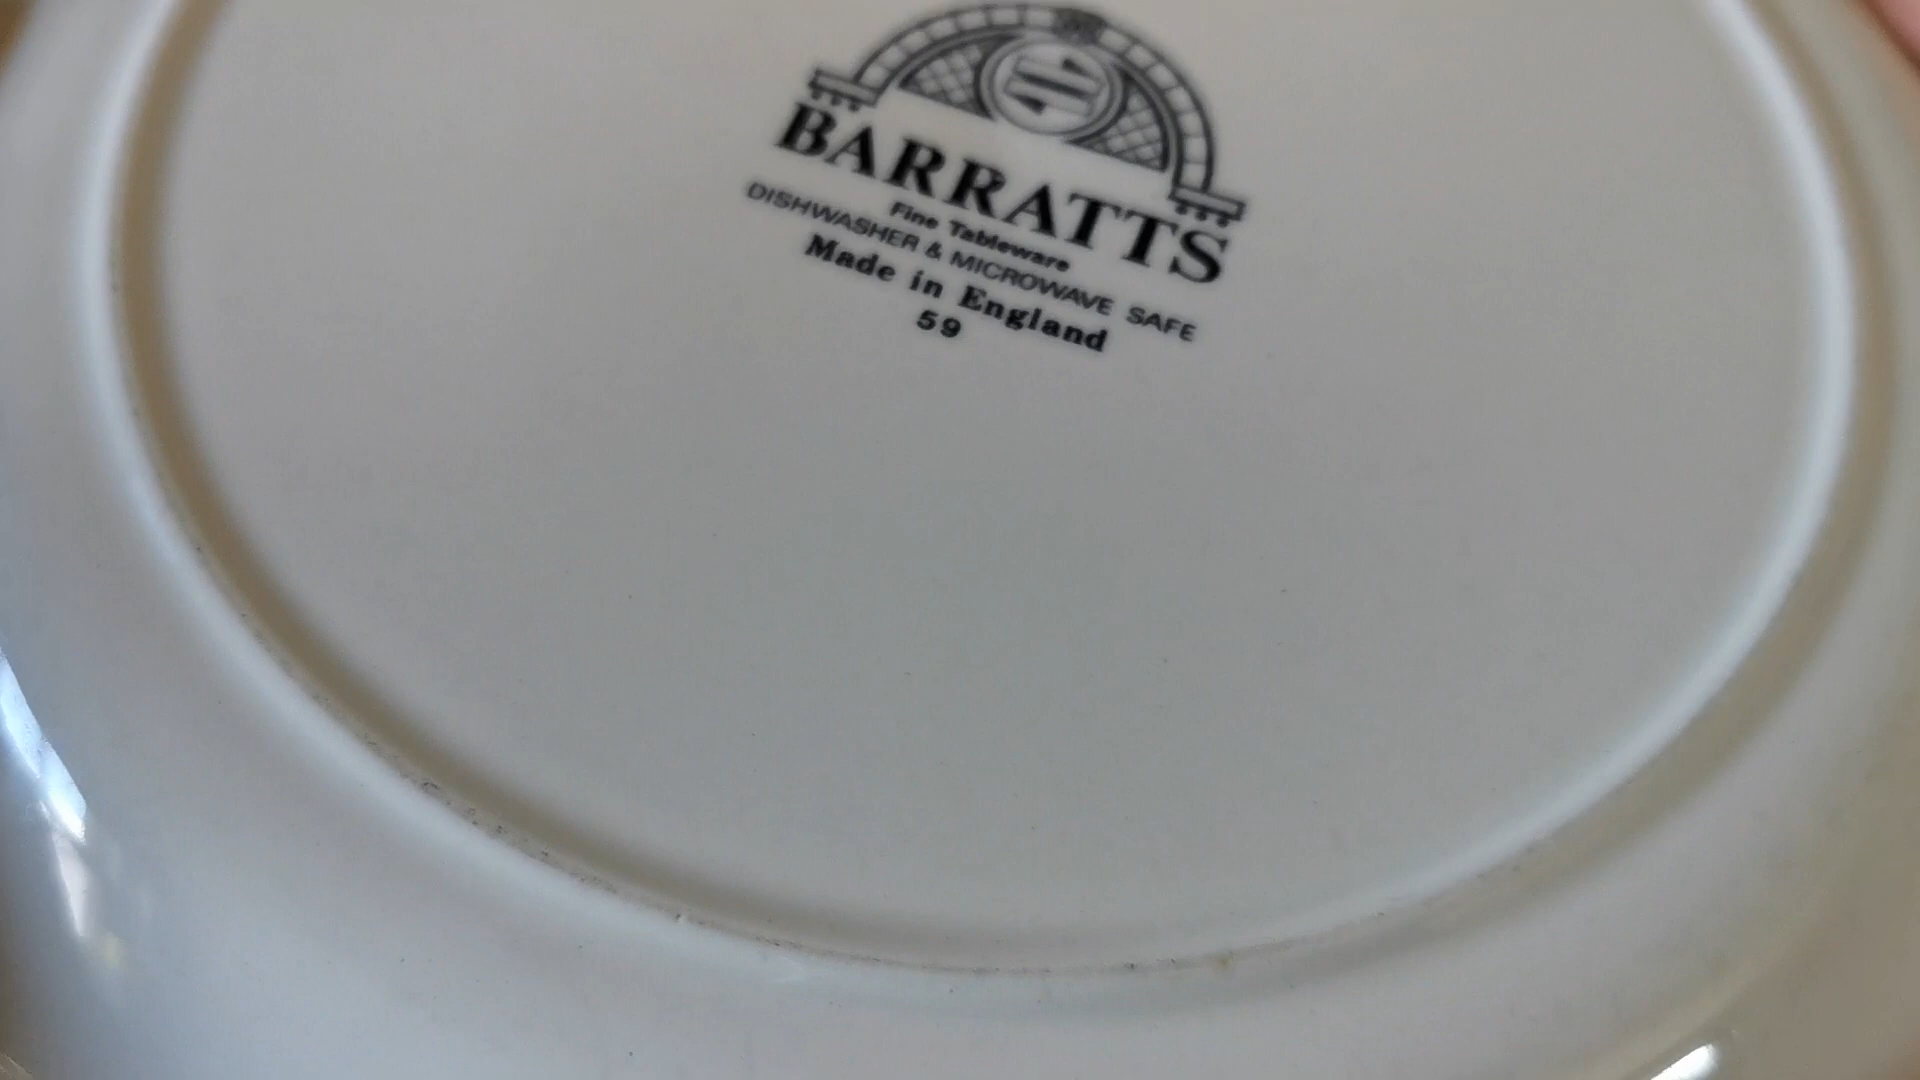 BARRATTS
Fine Tableware
DISHWASHER & MICROWAVE SAFE
Made in England
59